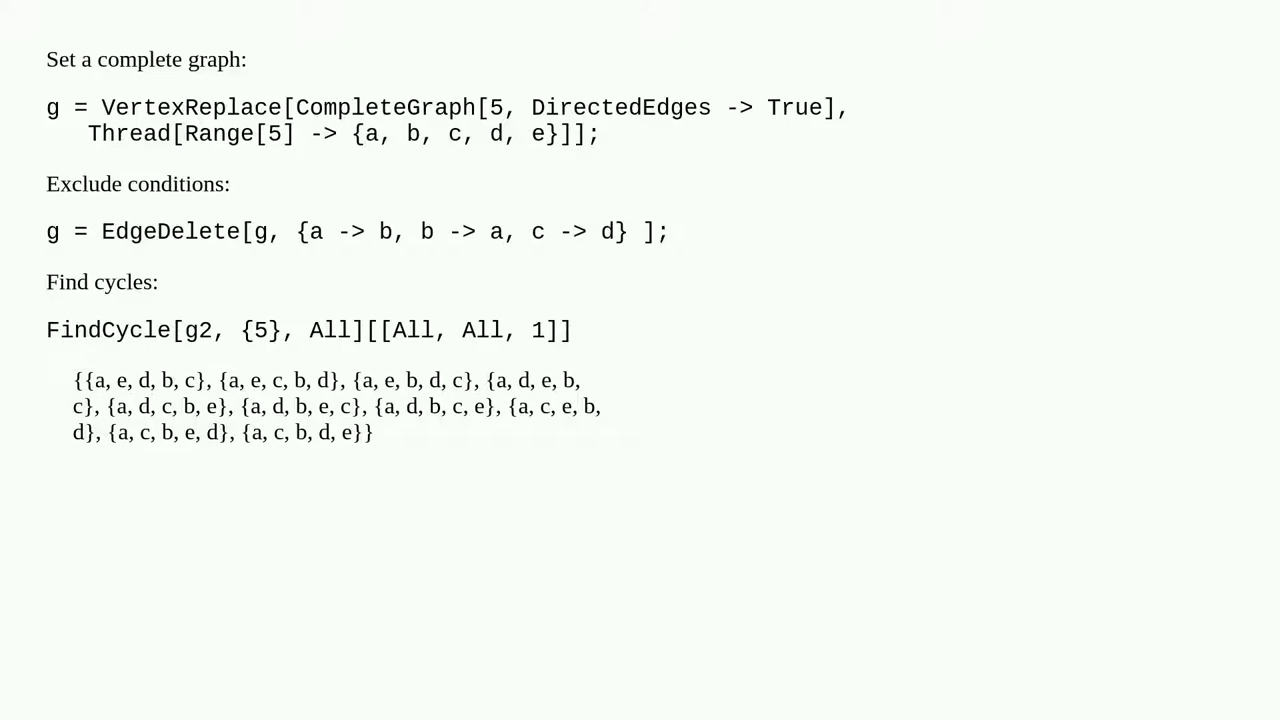 Set a complete graph:
g = VertexReplace[CompleteGraph[5, DirectedEdges -> True],
Thread[Range[5] -> {a, b, c, d, e}]];
Exclude conditions:
g = EdgeDelete[g, {a -> b, b -> a, c -> d} ];
Find cycles:
FindCycle[g2, {5}, All][[All, All, 1]]
{{a, e, d, b, c}, {a, e, c, b, d}, {a, e, b, d, c}, {a, d, e, b,
c}, {a, d, c, b, e}, {a, d, b, e, c}, {a, d, b, c, e}, {a, c, e, b,
d}, {a, c, b, e, d}, {a, c, b, d, e}}